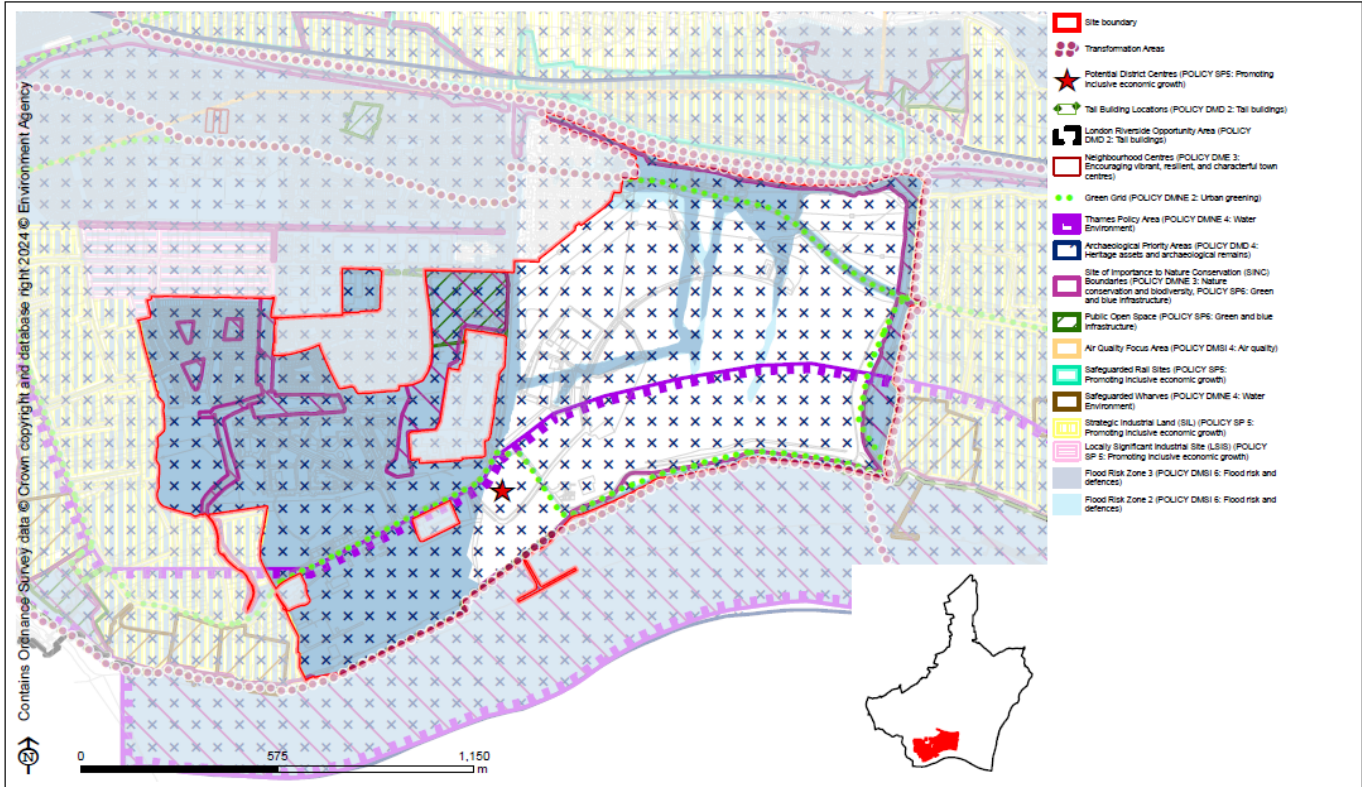 Site boundary
Transformation Areas
Potential District Centres (POLICY SP5: Promoting
inclusive economic growth)
Tall Building Locations (POLICY DMD 2: Tall buildings)
London Riverside Opportunity Area (POLICY
DMD 2: Tall buildings)
Neighbourhood Centres (POLICY DME 3:
Encouraging vibrant, resilient, and characterful town
centres)
Green Grid (POLICY DMNE 2: Urban greening)
Thames Policy Area (POLICY DMNE 4: Water
Environment)
Archaeological Priority Areas (POLICY DMD 4:
Heritage assets and archaeological remains)
Site of Importance to Nature Conservation (SINC)
Boundaries (POLICY DMNE 3: Nature
conservation and biodiversity, POLICY SP6: Green
and blue infrastructure)
Public Open Space (POLICY SP6: Green and blue
infrastructure)
Air Quality Focus Area (POLICY DMSI 4: Air quality)
Safeguarded Rail Sites (POLICY SP5:
Promoting inclusive economic growth)
Safeguarded Wharves (POLICY DMNE 4: Water
Environment)
Strategic Industrial Land (SIL) (POLICY SP 5:
Promoting inclusive economic growth)
Locally Significant Industrial Site (LSIS) (POLICY
SP 5: Promoting inclusive economic growth)
Flood Risk Zone 3 (POLICY DMSI 6: Flood risk and
defences)
Flood Risk Zone 2 (POLICY DMSI 6: Flood risk and
defences)
Contains Ordnance Survey data © Crown copyright and database right 2024 © Environment Agency
N
0 575 1,150
m